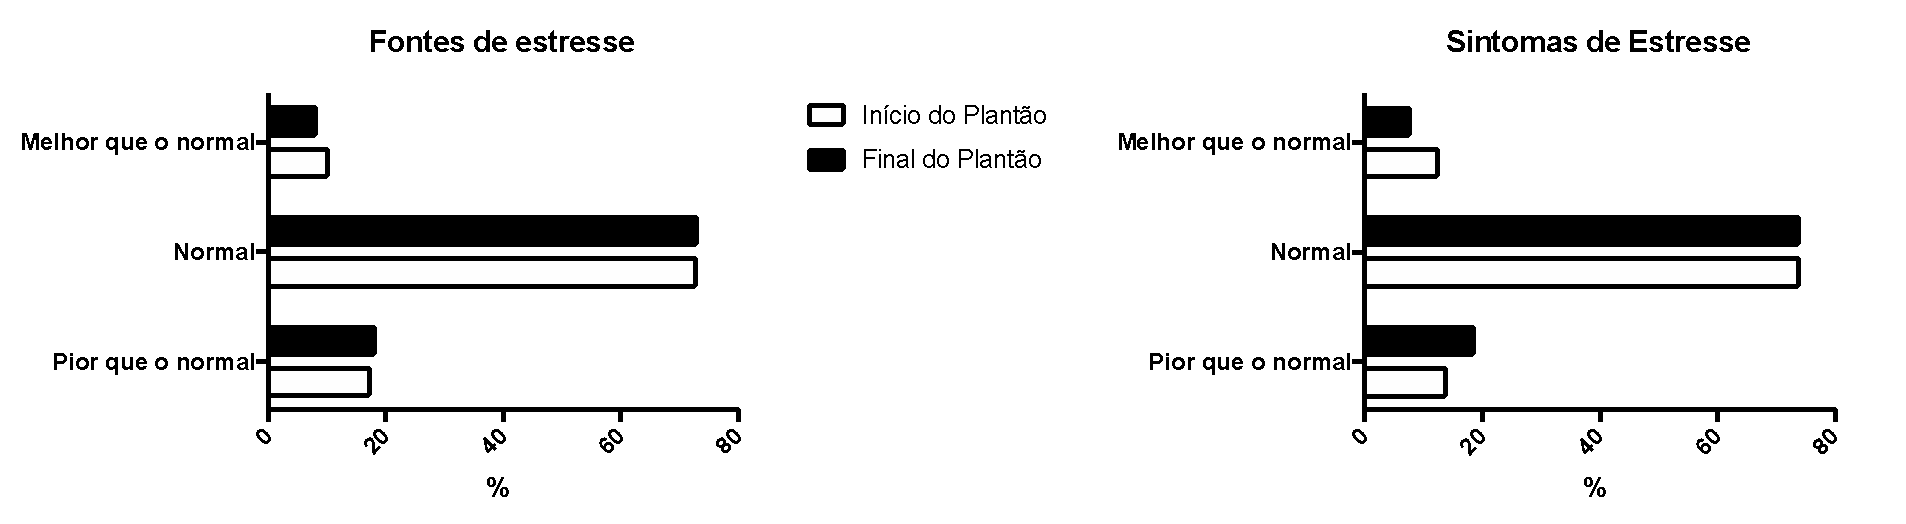 Fontes de estresse
Melhor que o normal
Normal
Pior que o normal
0 20 40 60 80
%
Início do Plantão
Final do Plantão
Sintomas de Estresse
Melhor que o normal
Normal
Pior que o normal
0 20 40 60 80
%